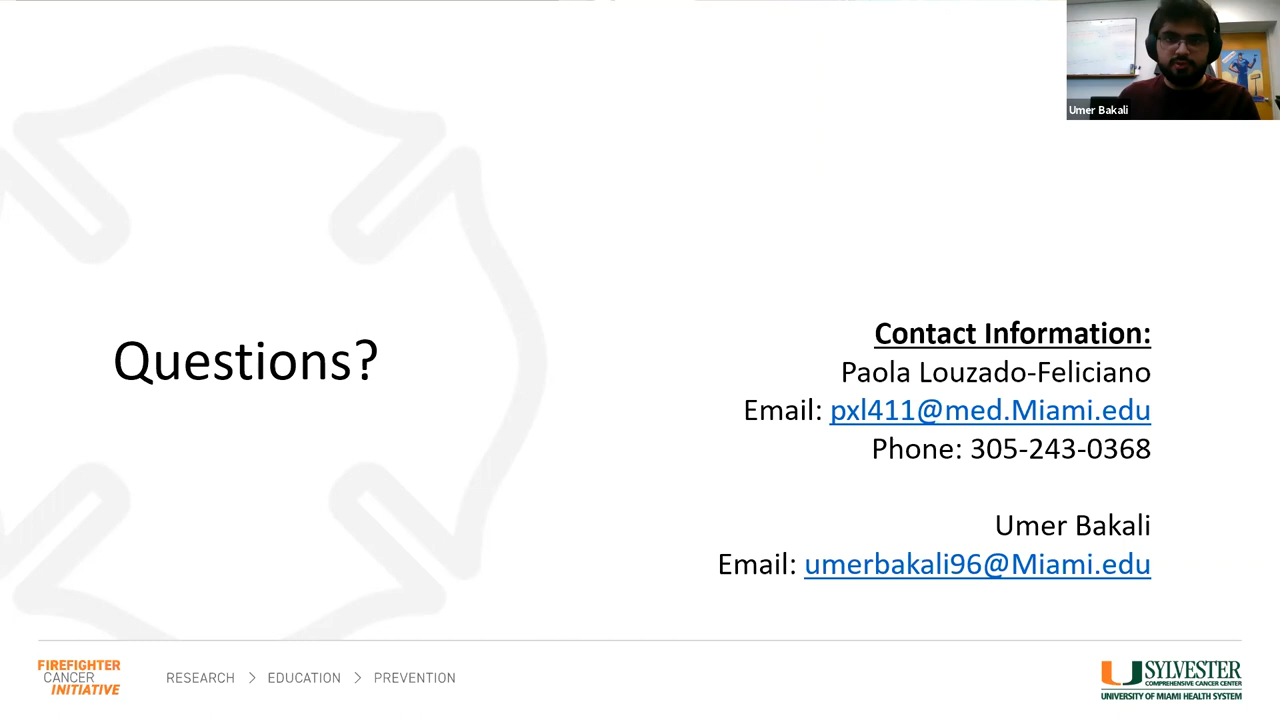 Umer Bakali
Questions?
Contact Information:
Paola Louzado-Feliciano
Email: pxl411@med.Miami.edu
Phone: 305-243-0368
Umer Bakali
Email: umerbakali96@Miami.edu
FIREFIGHTER
CANCER
INITIATIVE
RESEARCH > EDUCATION > PREVENTION
SYLVESTER
COMPREHENSIVE CANCER CENTER
UNIVERSITY OF MIAMI HEALTH SYSTEM